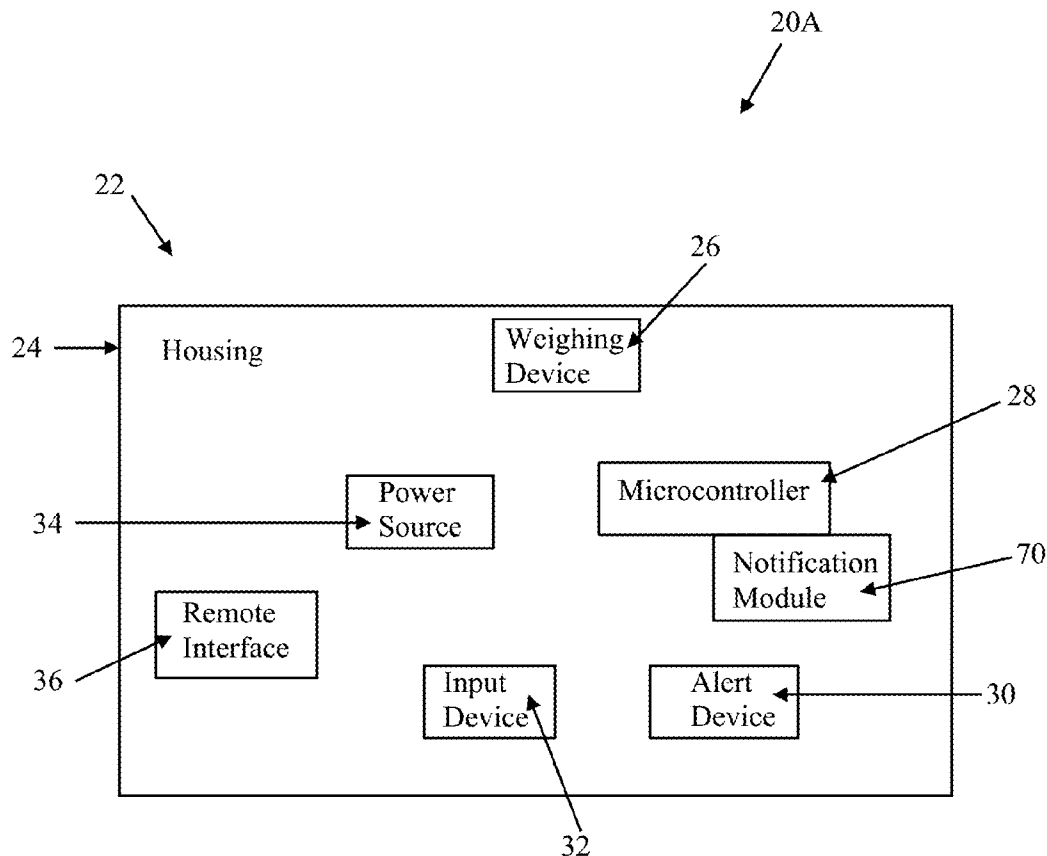 20A
22
26
24
Housing
Weighing
Device
28
Power
Source
Microcontroller
34
Notification
Module
70
Remote
Interface
36
Input
Device
Alert
Device
30
32